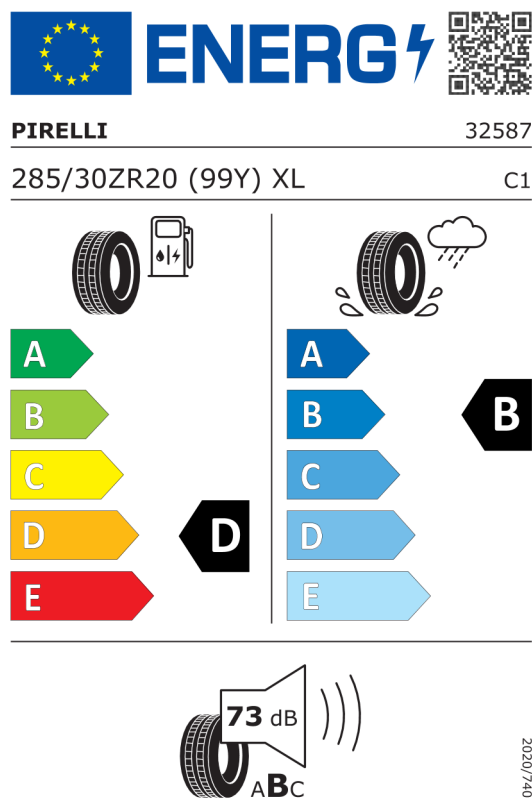 ENERG
PIRELLI 32587
285/30ZR20 (99Y) XL C1
A A
B B B
C C
D D D
E E
73 dB
ABC
2020/740